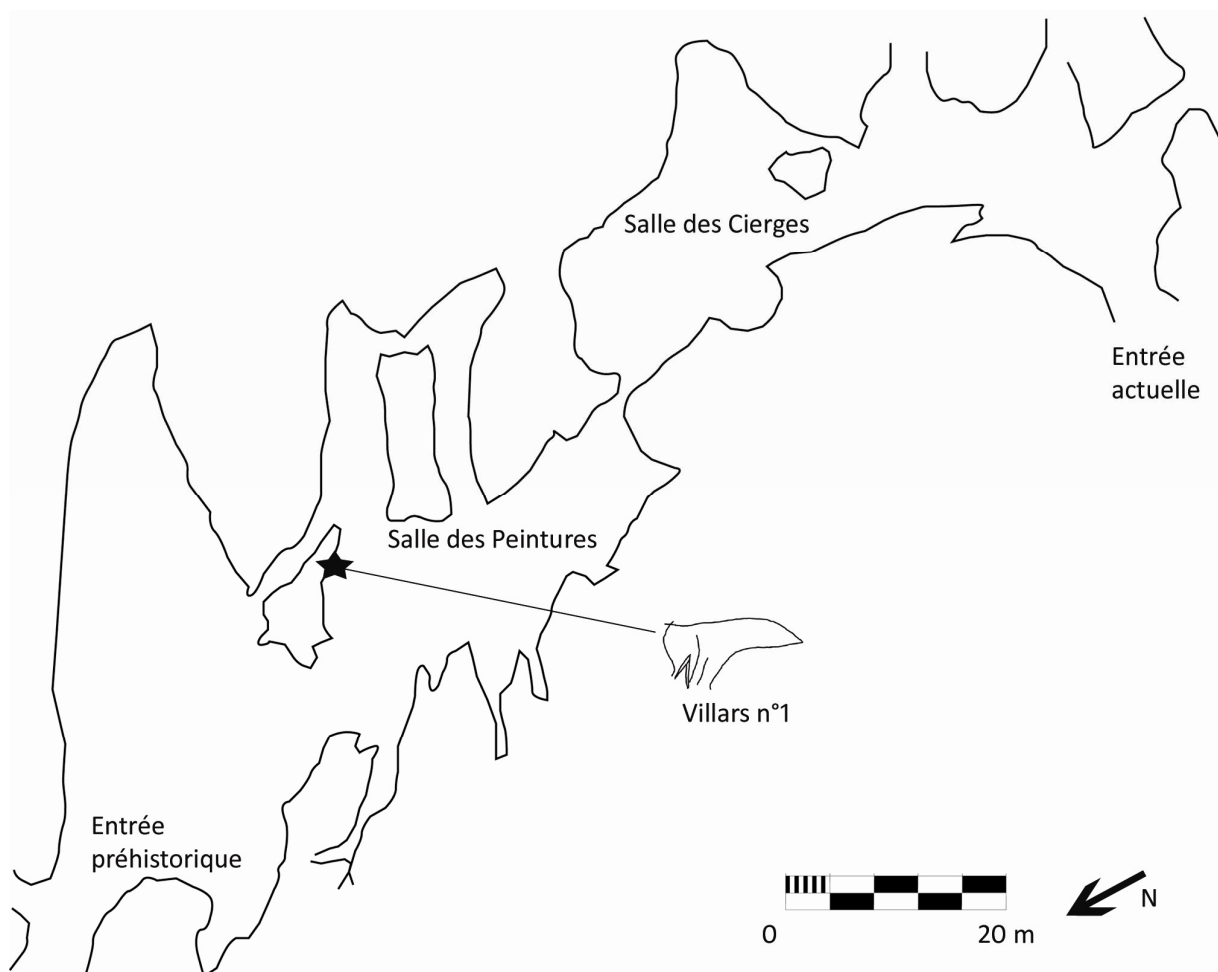 Salle des Cierges
Entrée
actuelle
Salle des Peintures
Villars n°1
Entrée
préhistorique
N
0 20 m